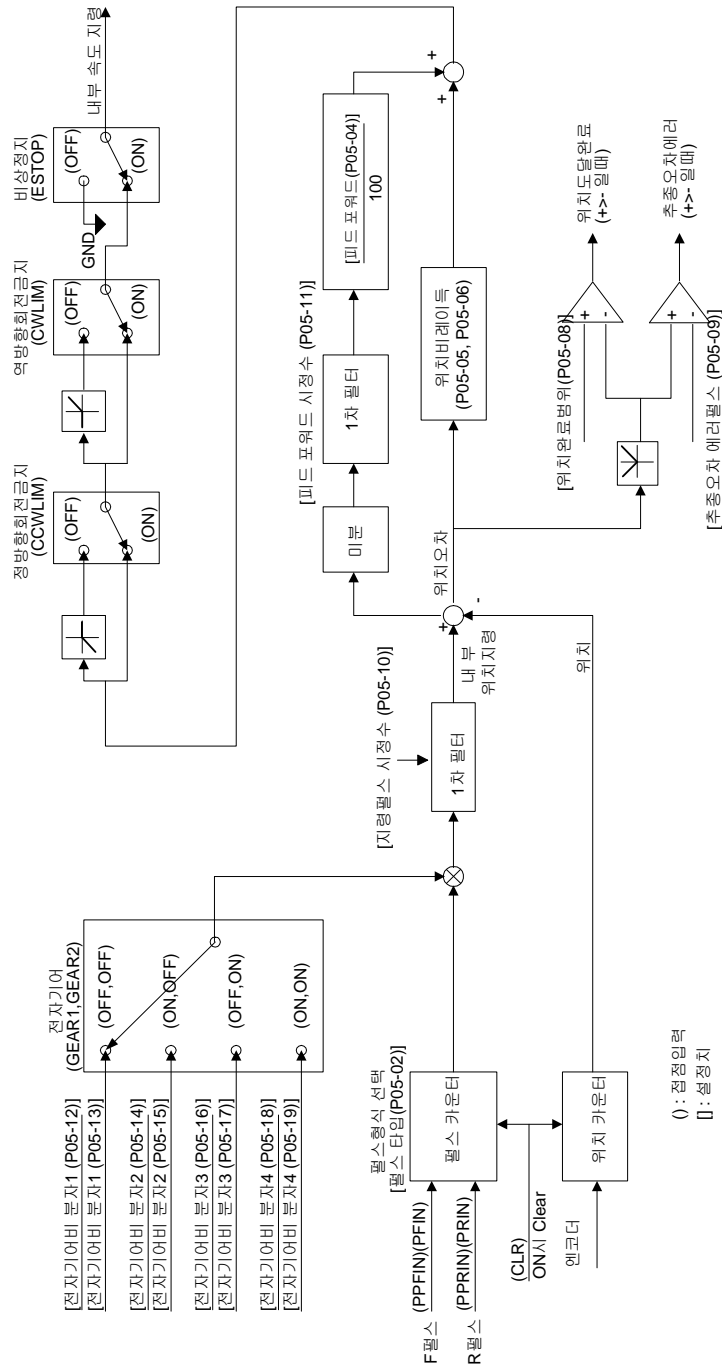 [전자기어비 분자1 (P05-12)]
[전자기어비 분자1 (P05-13)]
[전자기어비 분자2 (P05-14)]
[전자기어비 분자2 (P05-15)]
[전자기어비 분자3 (P05-16)]
[전자기어비 분자3 (P05-17)]
[전자기어비 분자4 (P05-18)]
[전자기어비 분자4 (P05-19)]
전자기어
(GEAR1,GEAR2)
(OFF,OFF)
(ON,OFF)
(OFF,ON)
(ON,ON)
F펄스 (PPFIN)(PFIN)
R펄스 (PPRIN)(PRIN)
펄스형식 선택
[펄스 타입(P05-02)]
펄스 카운터
(CLR)
ON시 Clear
엔코더
위치 카운터
() : 접점입력
[] : 설정치
[지령펄스 시정수 (P05-10)]
1차 필터
내 부
위치지령
+
-
위치
위치오차
미분
[피드 포워드 시정수 (P05-11)]
1차 필터
[피드 포워드(P05-04)]
100
위치비례이득
(P05-05, P05-06)
+
+
[위치완료범위(P05-08)]
+
-
위치도달완료
(+>- 일때)
[추종오차 에러펄스 (P05-09)]
+
-
추종오차에러
(+>- 일때)
정방향회전금지
(CCWLIM)
(OFF)
(ON)
역방향회전금지
(CWLIM)
(OFF)
(ON)
비상정지
(ESTOP)
(OFF)
(ON)
GND
내부 속도 지령